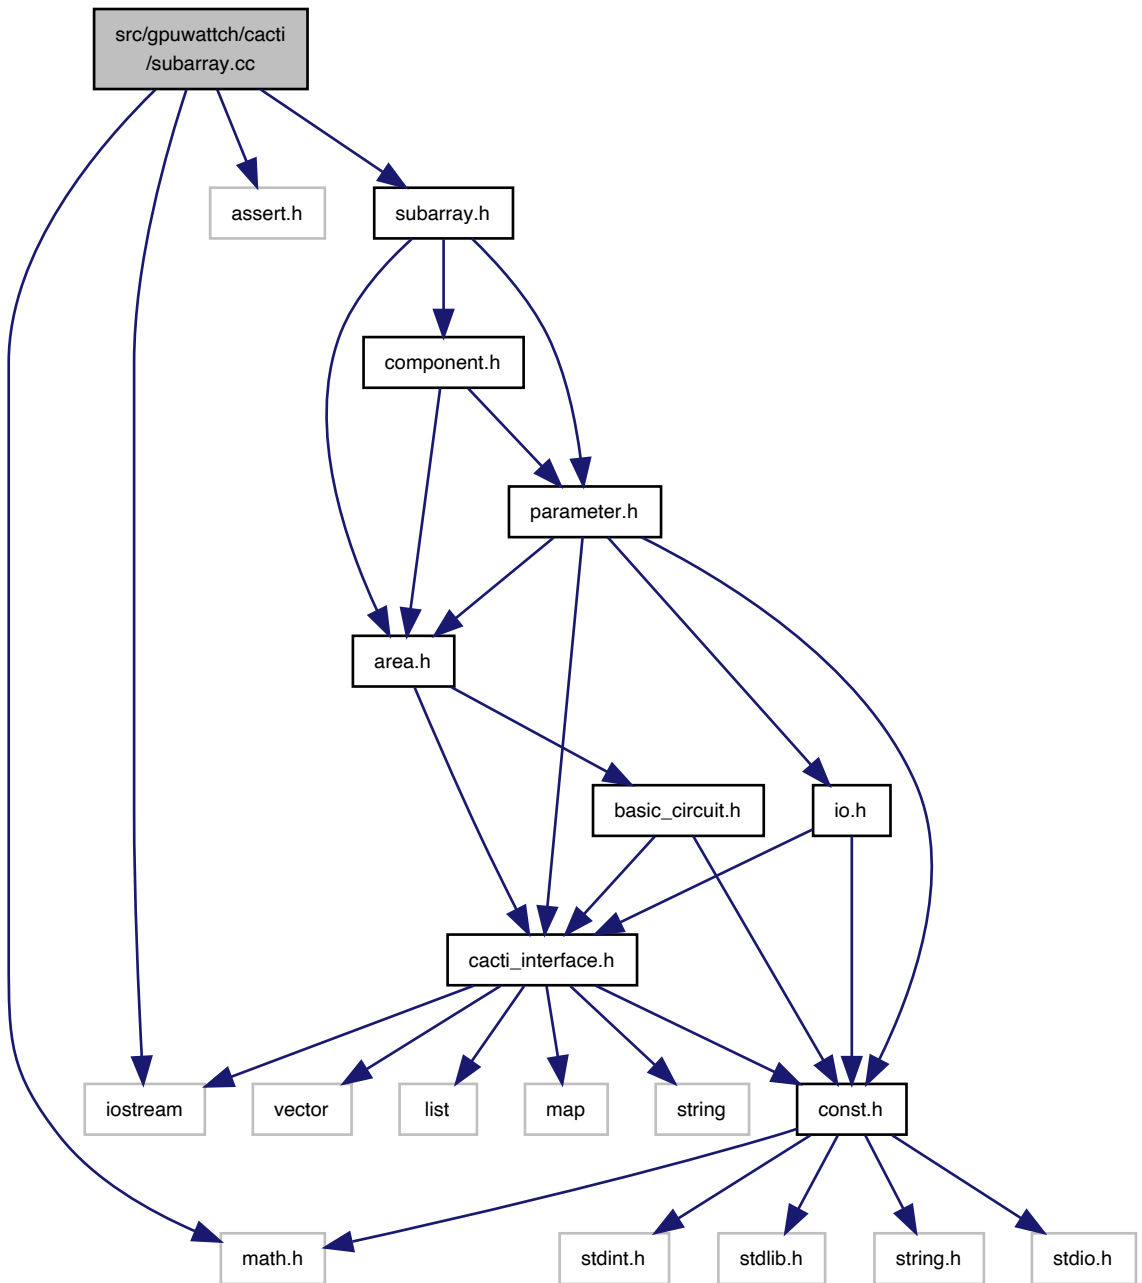 src/gpuwattch/cacti
/subarray.cc
assert.h
subarray.h
component.h
parameter.h
area.h
basic_circuit.h
io.h
cacti_interface.h
iostream
vector
list
map
string
const.h
math.h
stdint.h
stdlib.h
string.h
stdio.h